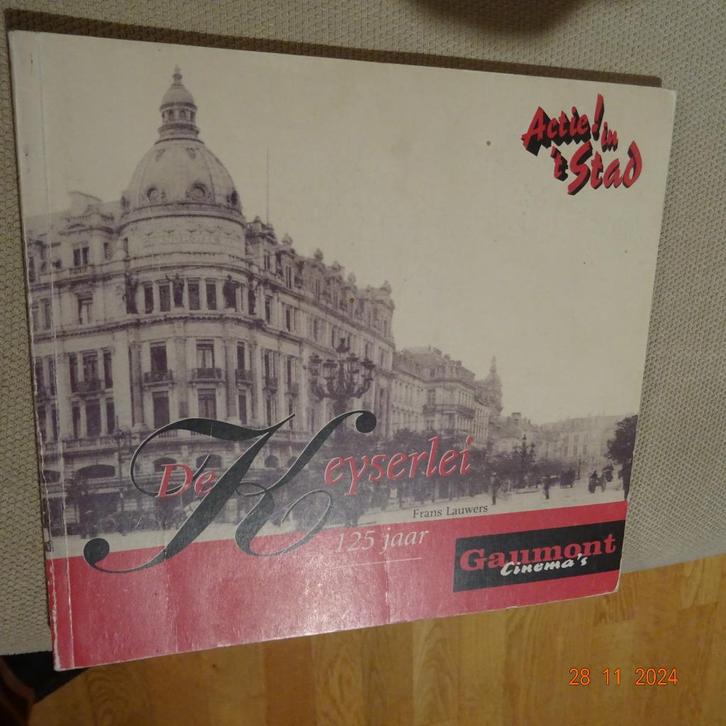 Actie! in
't Stad
De Keyserlei
Frans Lauwers
125 jaar
Gaumont
Cinema's
28 11 2024